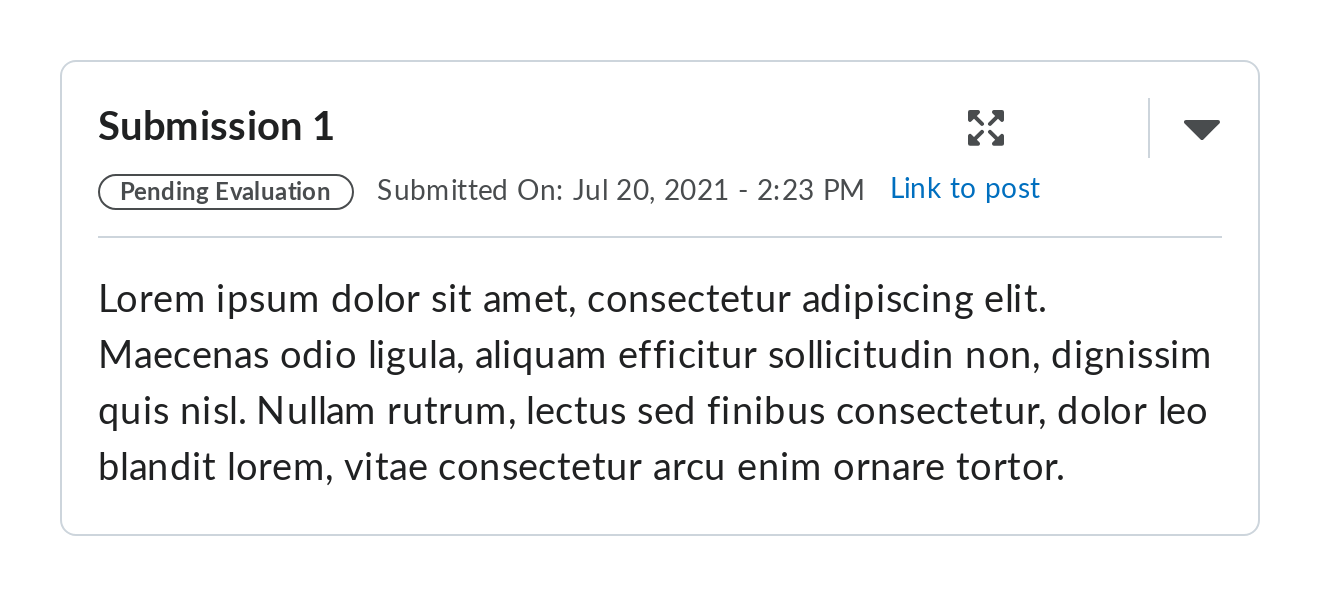 Submission 1
Pending Evaluation Submitted On: Jul 20, 2021 - 2:23 PM Link to post
Lorem ipsum dolor sit amet, consectetur adipiscing elit.
Maecenas odio ligula, aliquam efficitur sollicitudin non, dignissim
quis nisl. Nullam rutrum, lectus sed finibus consectetur, dolor leo
blandit lorem, vitae consectetur arcu enim ornare tortor.